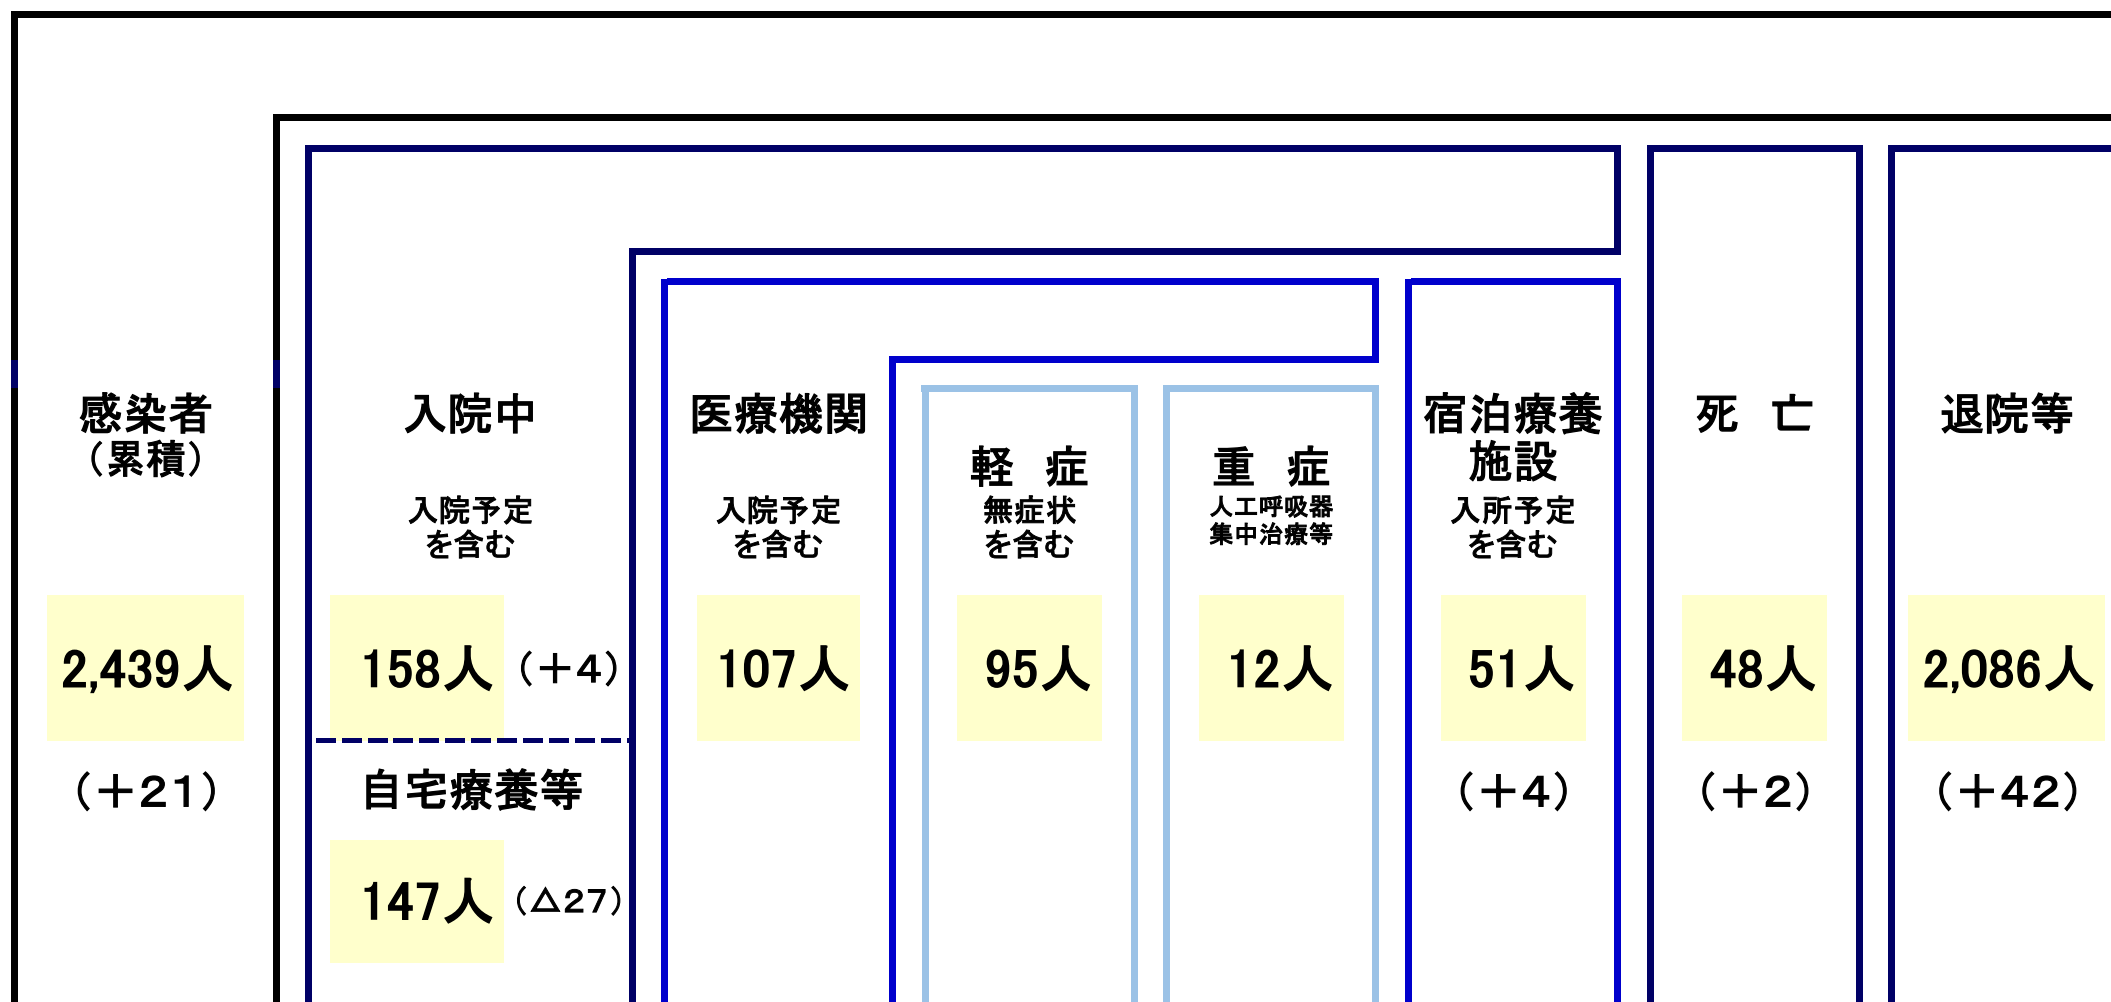 感染者
（累積）
2,439人
（＋21）
入院中
入院予定
を含む
158人 （＋4）
自宅療養等
147人 （△27）
医療機関
入院予定
を含む
107人
軽 症
無症状
を含む
95人
重 症
人工呼吸器
集中治療等
12人
宿泊療養
施設
入所予定
を含む
51人
（＋4）
死 亡
48人
（＋2）
退院等
2,086人
（＋42）